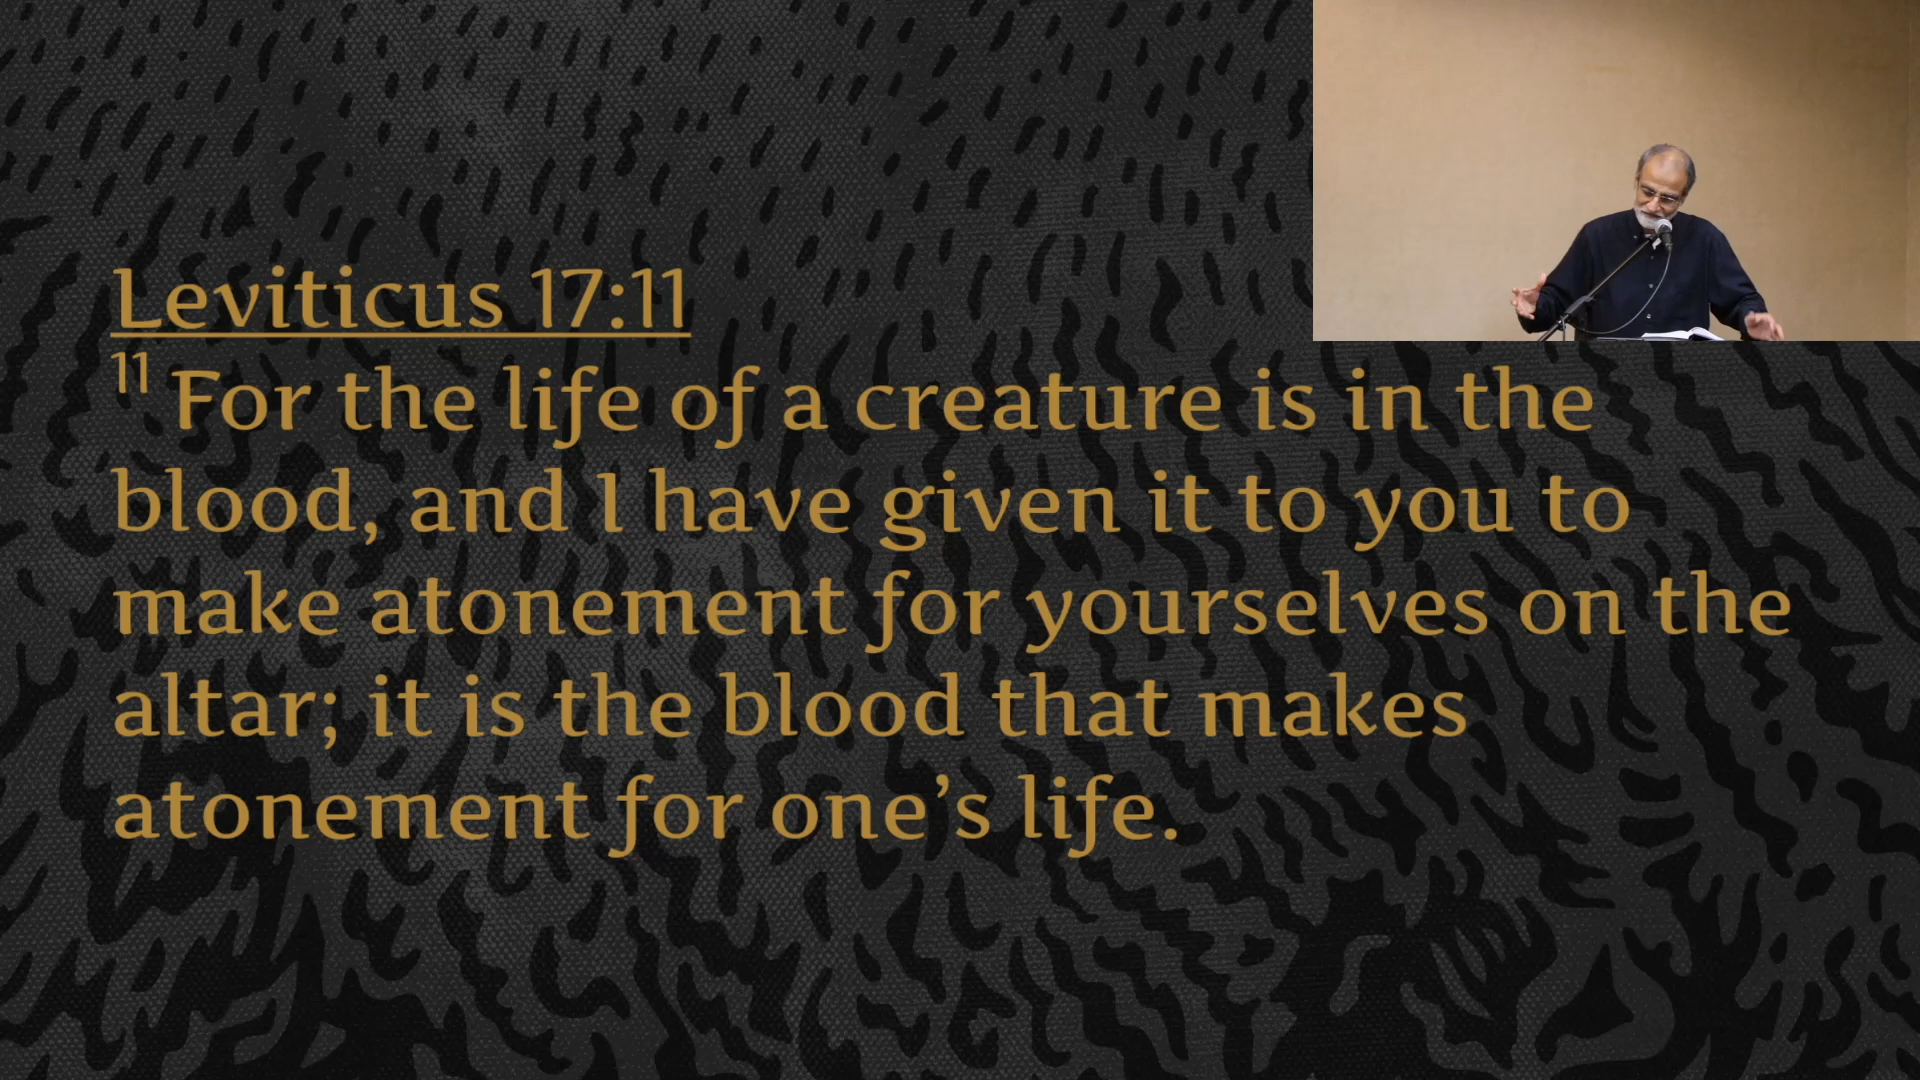 Leviticus 17:11
11 For the life of a creature is in the
blood, and I have given it to you to
make atonement for yourselves on the
altar; it is the blood that makes
atonement for one’s life.